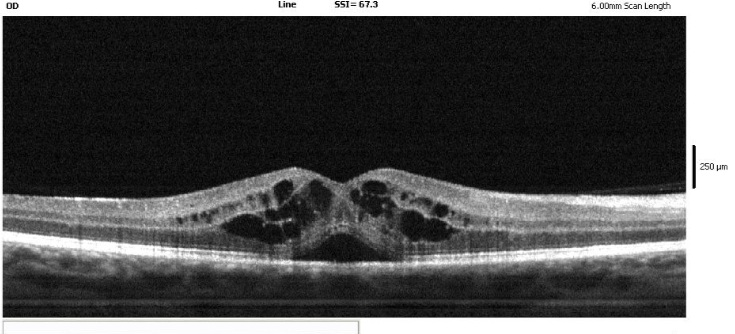 OD Line SSI= 67.3 6.00mm Scan Length
250 µm